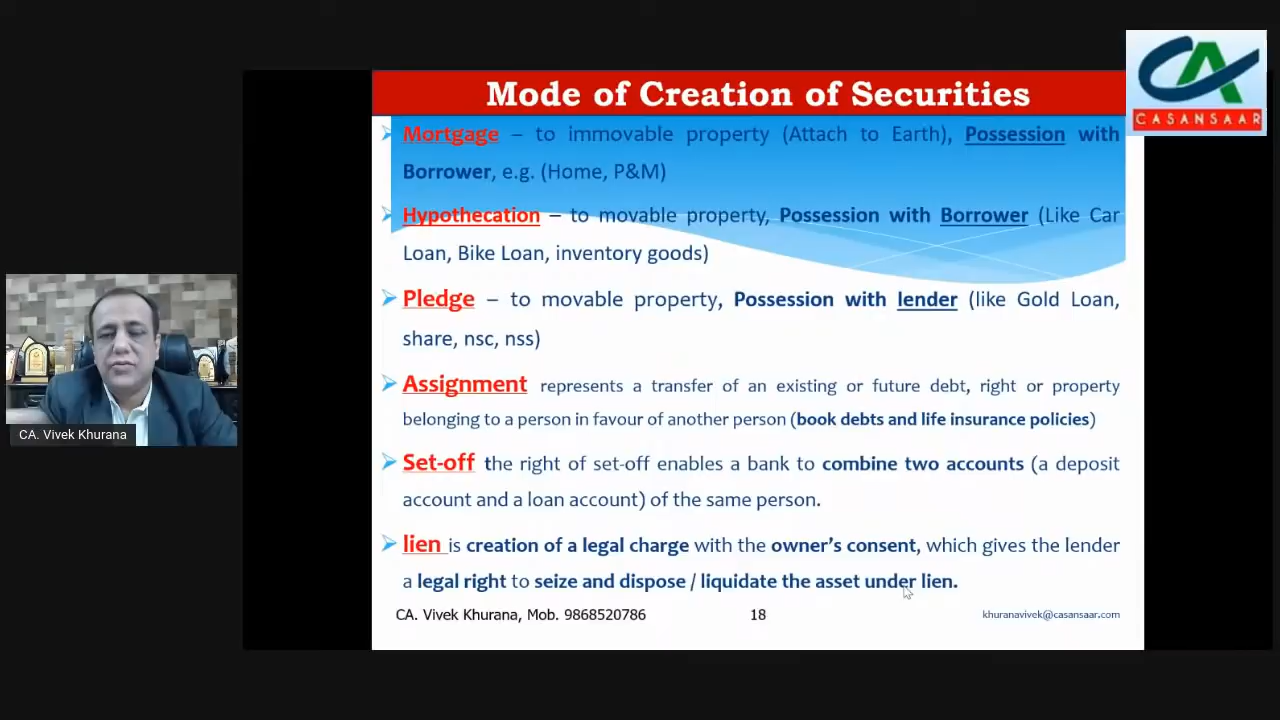 Mode of Creation of Securities
CA
CASANSAAR
Mortgage – to immovable property (Attach to Earth), Possession with
Borrower, e.g. (Home, P&M)
Hypothecation – to movable property, Possession with Borrower (Like Car
Loan, Bike Loan, inventory goods)
Pledge – to movable property, Possession with lender (like Gold Loan,
share, nsc, nss)
Assignment represents a transfer of an existing or future debt, right or property
belonging to a person in favour of another person (book debts and life insurance policies)
Set-off the right of set-off enables a bank to combine two accounts (a deposit
account and a loan account) of the same person.
lien is creation of a legal charge with the owner's consent, which gives the lender
a legal right to seize and dispose / liquidate the asset under lien.
CA. Vivek Khurana, Mob. 9868520786 18 khuranavivek@casansaar.com
CA. Vivek Khurana